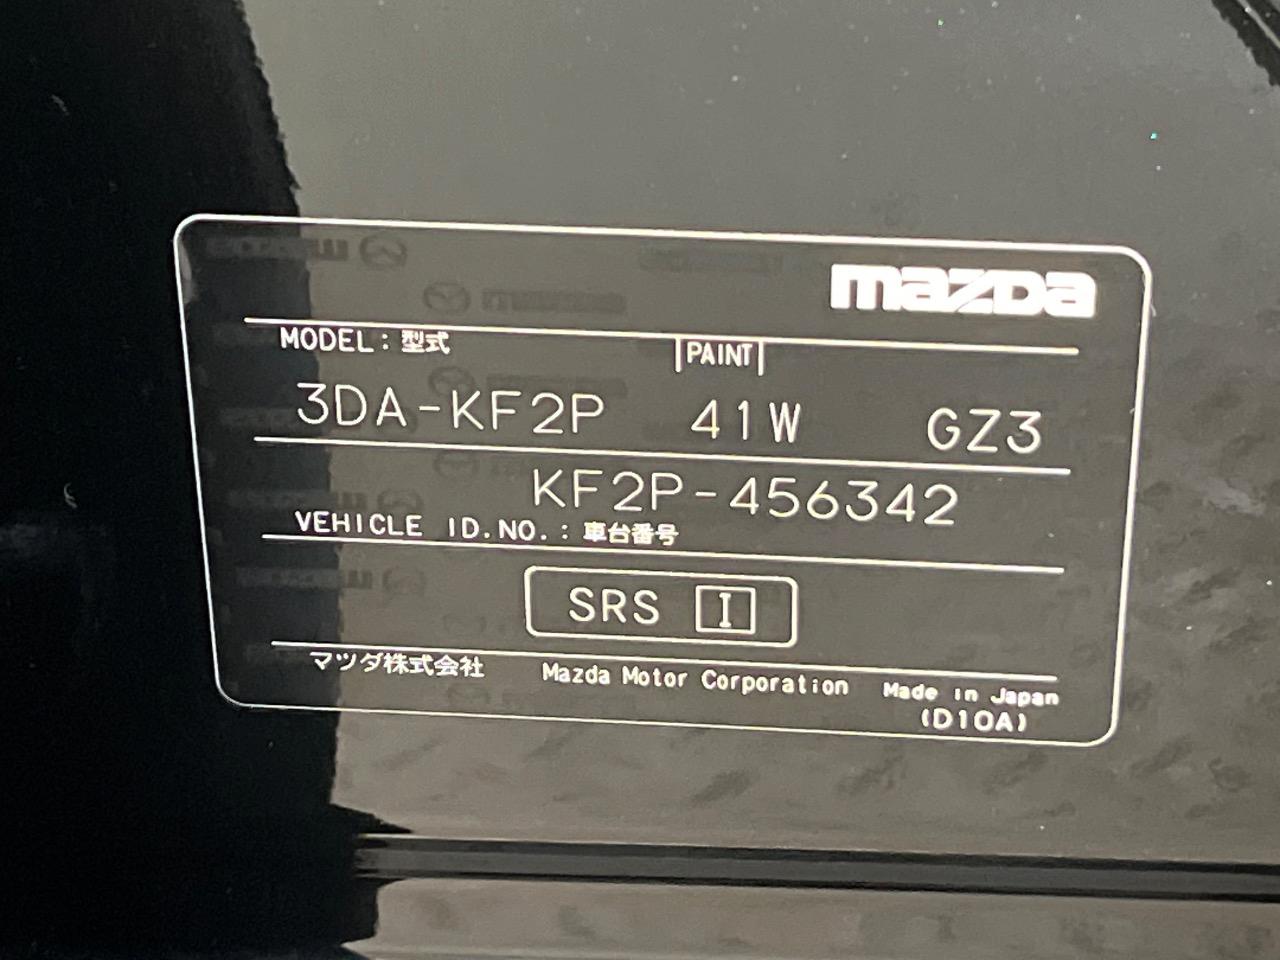 mazda
MODEL: 型式 PAINT
3DA-KF2P 41W GZ3
KF2P-456342
VEHICLE ID.NO.: 車台番号
SRS I
マツダ株式会社 Mazda Motor Corporation Made in Japan
(D10A)